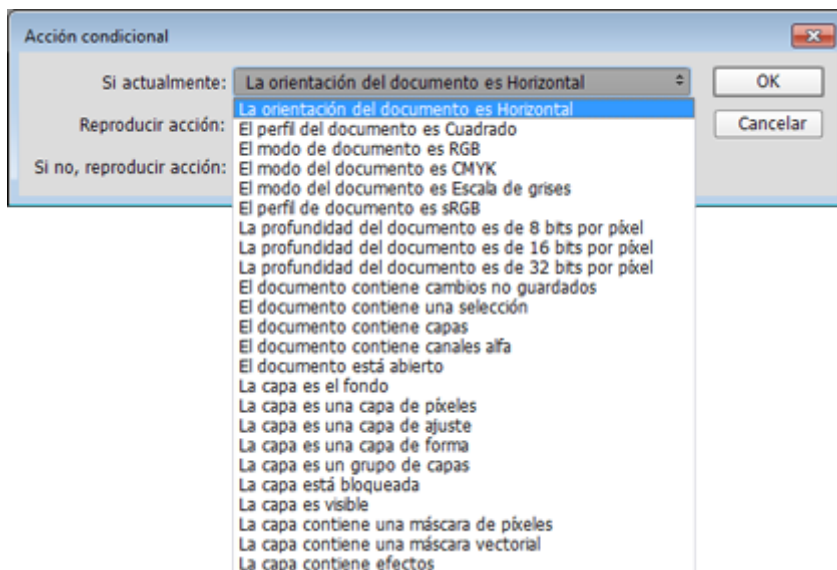 Acción condicional
Si actualmente: La orientación del documento es Horizontal OK
Reproducir acción: Cancelar
Si no, reproducir acción:
La orientación del documento es Horizontal
El perfil del documento es Cuadrado
El modo de documento es RGB
El modo del documento es CMYK
El modo del documento es Escala de grises
El perfil de documento es sRGB
La profundidad del documento es de 8 bits por píxel
La profundidad del documento es de 16 bits por píxel
La profundidad del documento es de 32 bits por píxel
El documento contiene cambios no guardados
El documento contiene una selección
El documento contiene capas
El documento contiene canales alfa
El documento está abierto
La capa es el fondo
La capa es una capa de píxeles
La capa es una capa de ajuste
La capa es una capa de forma
La capa es un grupo de capas
La capa está bloqueada
La capa es visible
La capa contiene una máscara de píxeles
La capa contiene una máscara vectorial
La capa contiene efectos